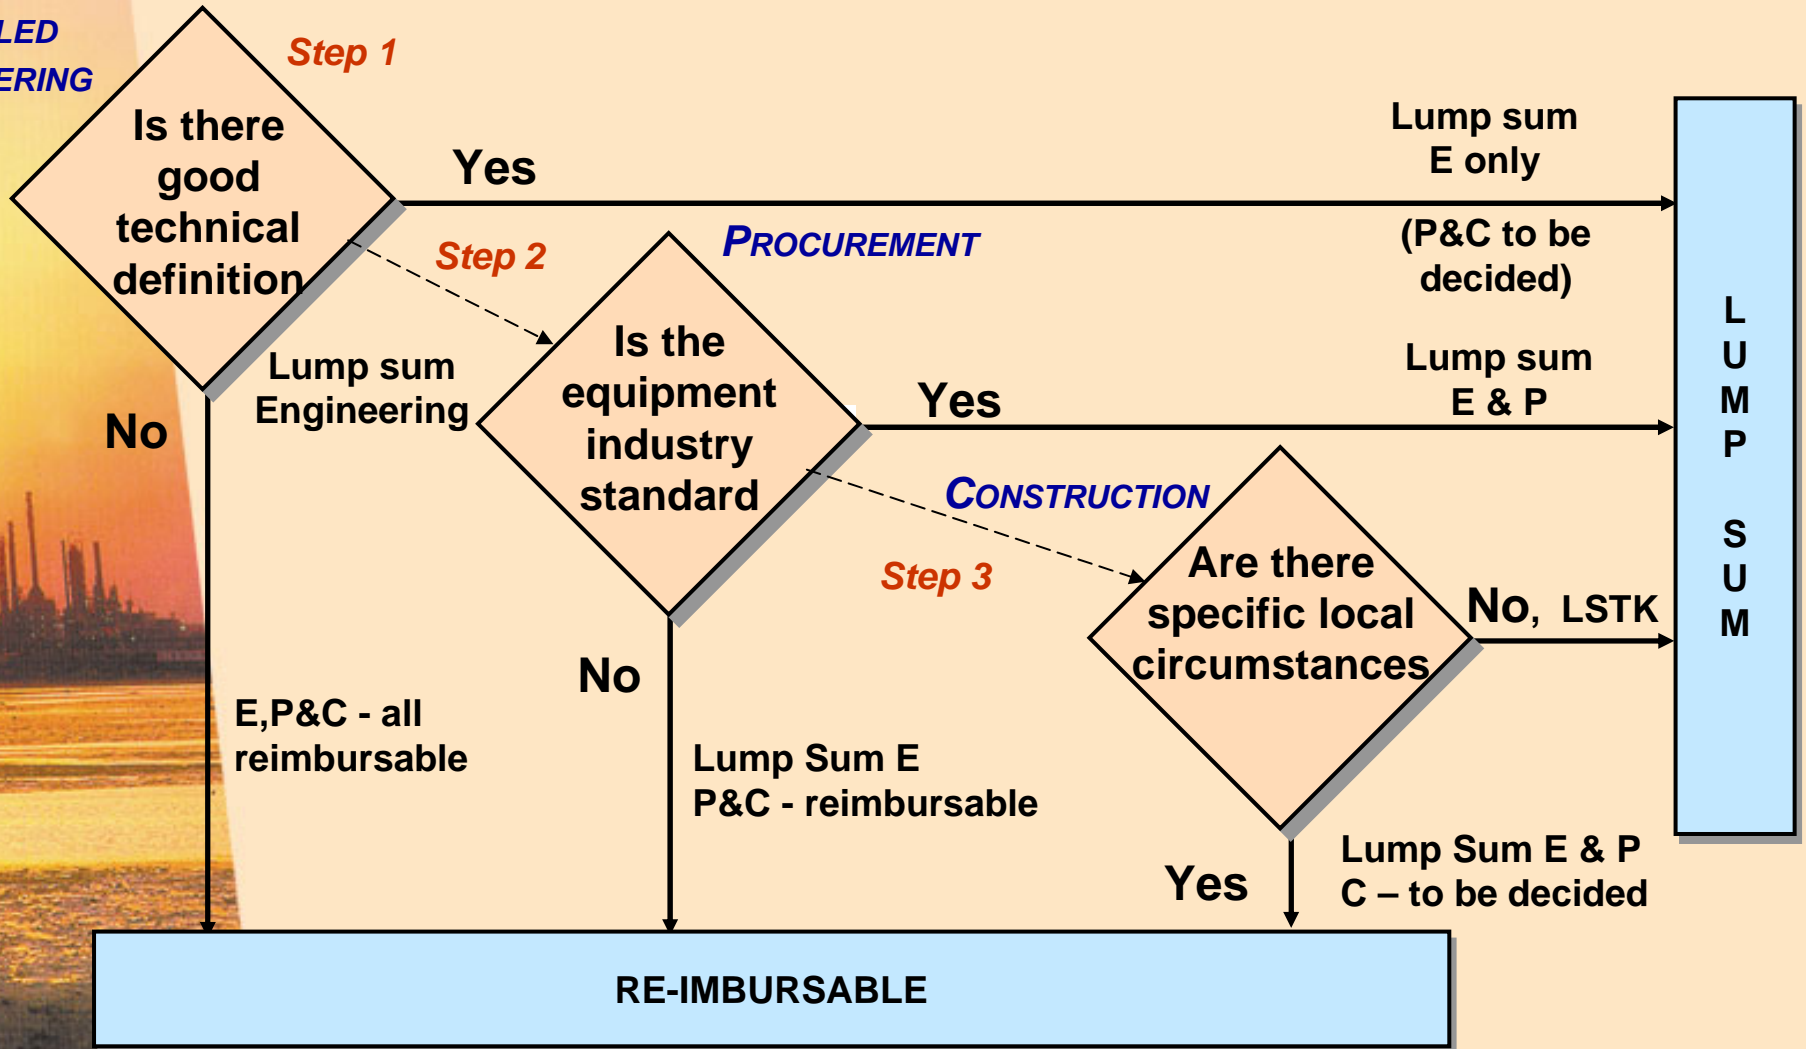 LED
ERING
Step 1
Is there
good
technical
definition
Yes
Lump sum
E only
(P&C to be
decided)
Step 2
PROCUREMENT
Lump sum
Engineering
No
Is the
equipment
industry
standard
Yes
Lump sum
E & P
CONSTRUCTION
Step 3
Are there
specific local
circumstances
No, LSTK
L
U
M
P
S
U
M
E,P&C - all
reimbursable
No
Lump Sum E
P&C - reimbursable
Yes
Lump Sum E & P
C – to be decided
RE-IMBURSABLE